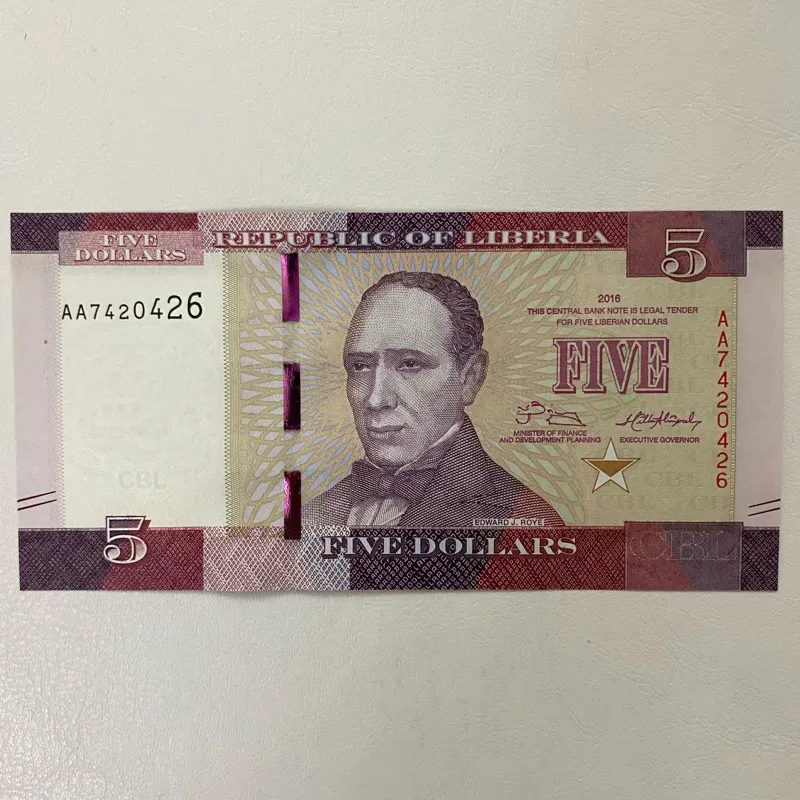 FIVE
DOLLARS
REPUBLIC OF LIBERIA
5
AA7420426
2016
THIS CENTRAL BANK NOTE IS LEGAL TENDER
FOR FIVE LIBERIAN DOLLARS
FIVE
MINISTER OF FINANCE
AND DEVELOPMENT PLANNING
EXECUTIVE GOVERNOR
AA7420426
CBL
EDWARD J. ROYE
5
FIVE DOLLARS
CBL